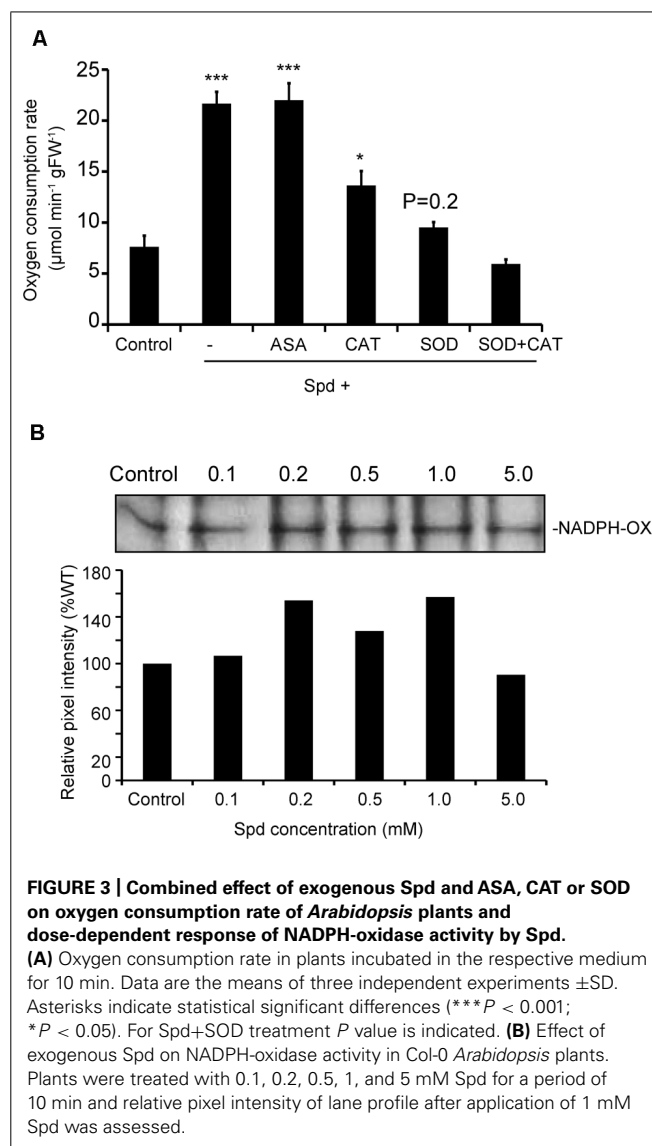 A
Oxygen consumption rate
(μmol min⁻¹ gFW⁻¹)
25
20
15
10
5
0
***
***
*
P=0.2
Control
-
ASA
CAT
SOD
SOD+CAT
Spd +
B
Control 0.1 0.2 0.5 1.0 5.0
-NADPH-OX
Relative pixel intensity (%WT)
180
140
100
60
20
0
Control 0.1 0.2 0.5 1.0 5.0
Spd concentration (mM)
FIGURE 3 | Combined effect of exogenous Spd and ASA, CAT or SOD
on oxygen consumption rate of Arabidopsis plants and
dose-dependent response of NADPH-oxidase activity by Spd.
(A) Oxygen consumption rate in plants incubated in the respective medium
for 10 min. Data are the means of three independent experiments ±SD.
Asterisks indicate statistical significant differences (***P < 0.001;
*P < 0.05). For Spd+SOD treatment P value is indicated. (B) Effect of
exogenous Spd on NADPH-oxidase activity in Col-0 Arabidopsis plants.
Plants were treated with 0.1, 0.2, 0.5, 1, and 5 mM Spd for a period of
10 min and relative pixel intensity of lane profile after application of 1 mM
Spd was assessed.